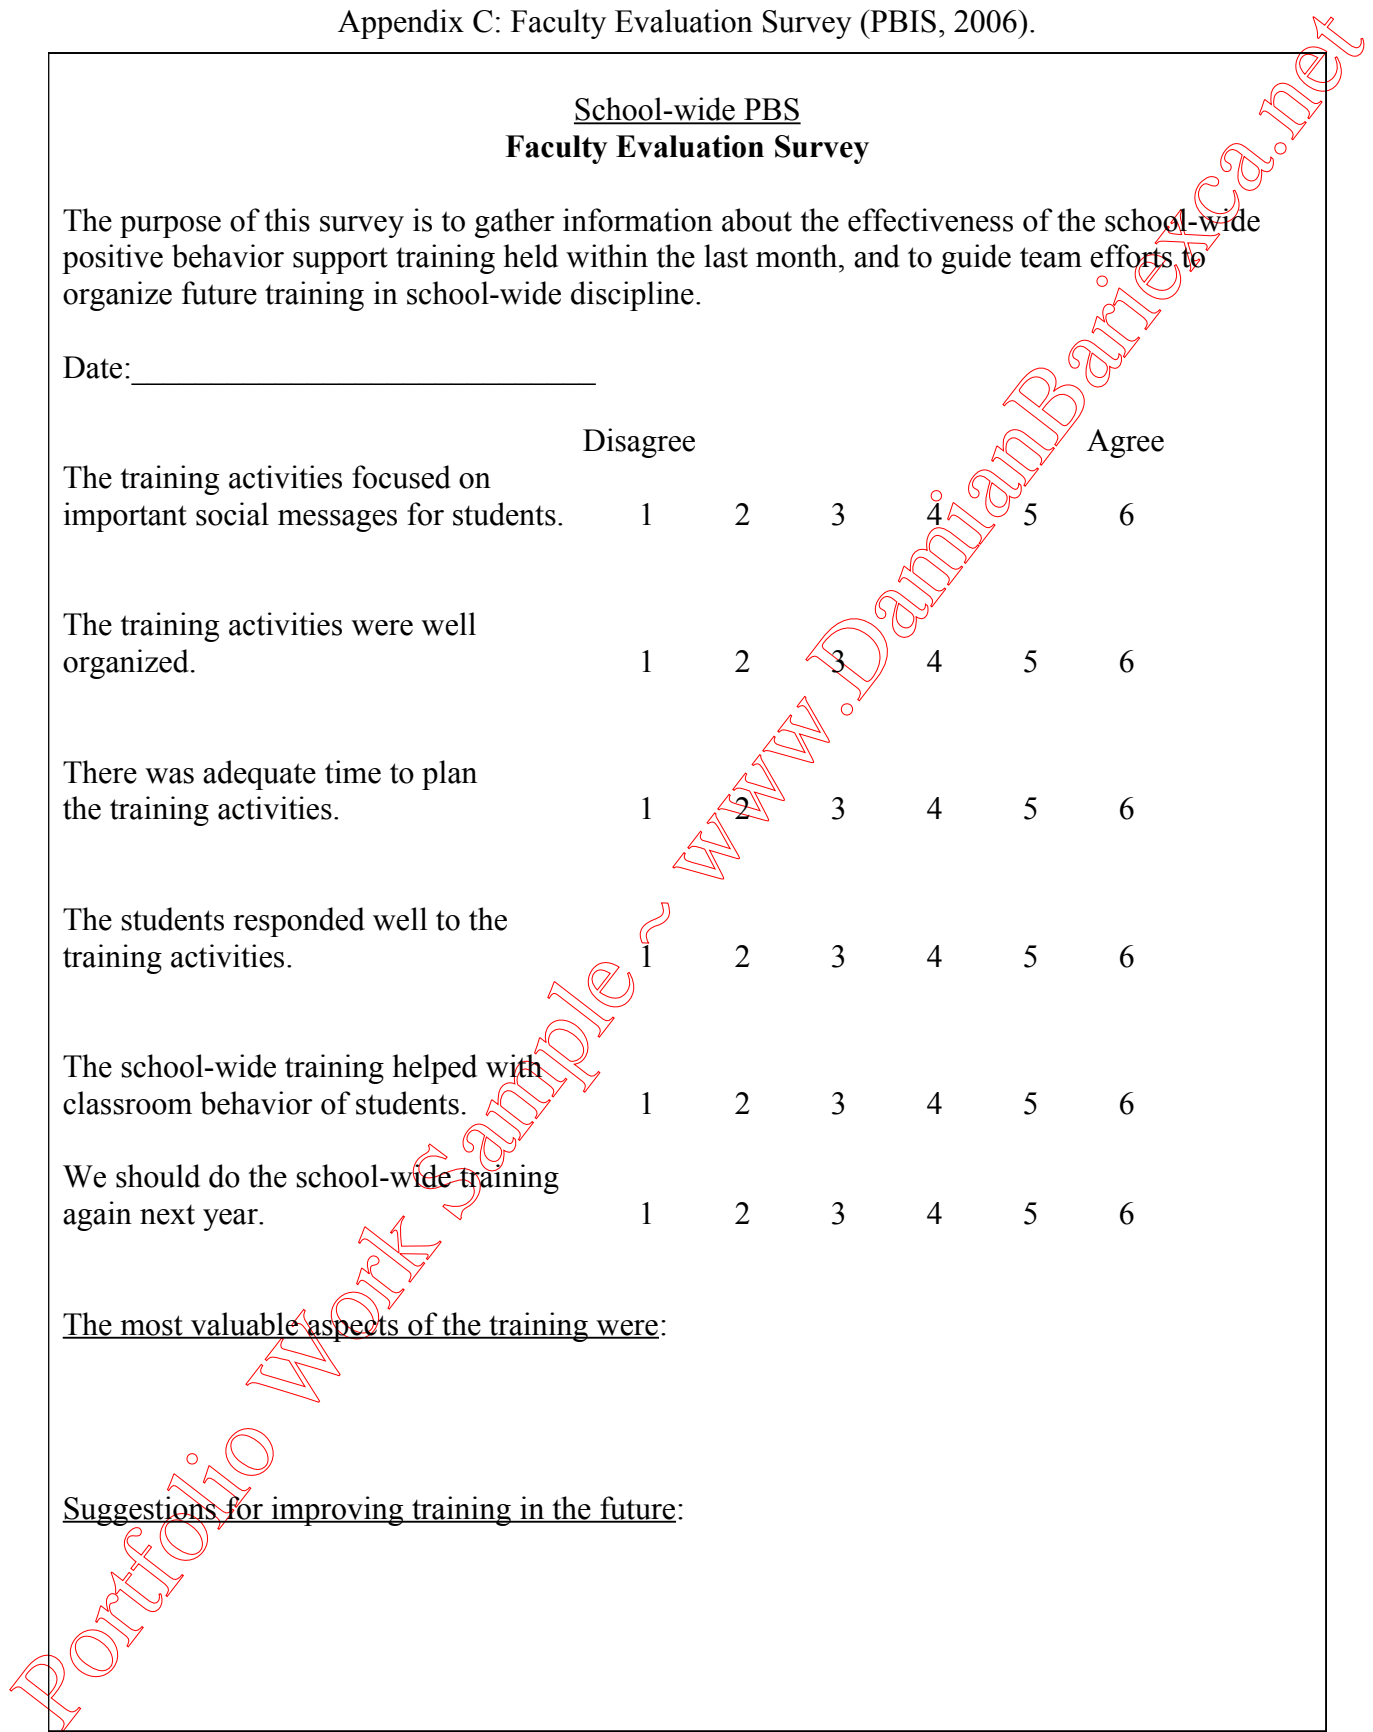 Appendix C: Faculty Evaluation Survey (PBIS, 2006).
School-wide PBS
Faculty Evaluation Survey
The purpose of this survey is to gather information about the effectiveness of the school-wide
positive behavior support training held within the last month, and to guide team efforts to
organize future training in school-wide discipline.
Date:_____________________________
Disagree Agree
The training activities focused on
important social messages for students. 1 2 3 4 5 6
The training activities were well
organized. 1 2 3 4 5 6
There was adequate time to plan
the training activities. 1 2 3 4 5 6
The students responded well to the
training activities. 1 2 3 4 5 6
The school-wide training helped with
classroom behavior of students. 1 2 3 4 5 6
We should do the school-wide training
again next year. 1 2 3 4 5 6
The most valuable aspects of the training were:
Suggestions for improving training in the future:
Portfolio Work Sample ~ www.DamianBariexca.net